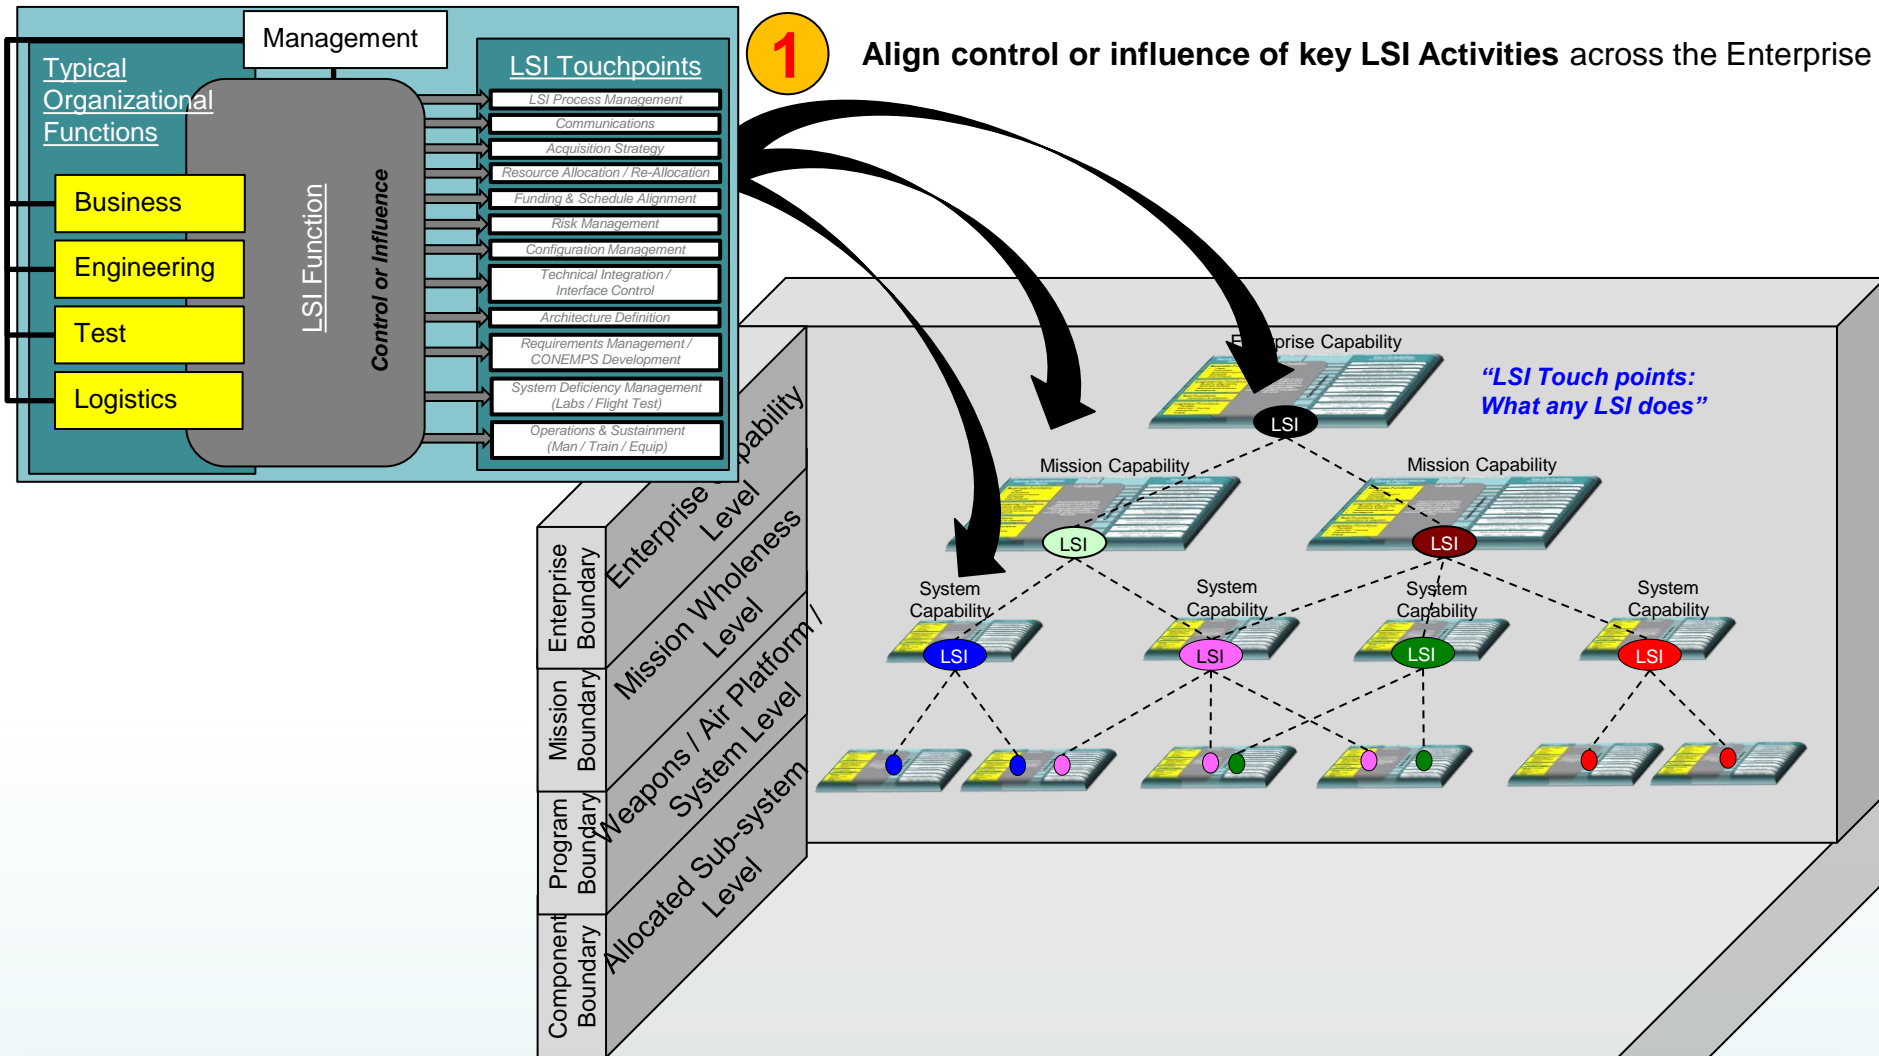 Management
Typical
Organizational
Functions
Business
Engineering
Test
Logistics
LSI Function
Control or Influence
LSI Touchpoints
LSI Process Management
Communications
Acquisition Strategy
Resource Allocation / Re-Allocation
Funding & Schedule Alignment
Risk Management
Configuration Management
Technical Integration /
Interface Control
Architecture Definition
Requirements Management /
CONEMPS Development
System Deficiency Management
(Labs / Flight Test)
Operations & Sustainment
(Man / Train / Equip)
1
Align control or influence of key LSI Activities across the Enterprise
Enterprise Capability
"LSI Touch points:
What any LSI does"
LSI
Mission Capability
Mission Capability
LSI
LSI
System
Capability
System
Capability
System
Capability
System
Capability
LSI
LSI
LSI
LSI
Enterprise
Boundary
Mission
Boundary
Program
Boundary
Component
Boundary
Enterprise Capability
Level
Mission Wholeness
Level
Weapons / Air Platform /
System Level
Allocated Sub-system
Level